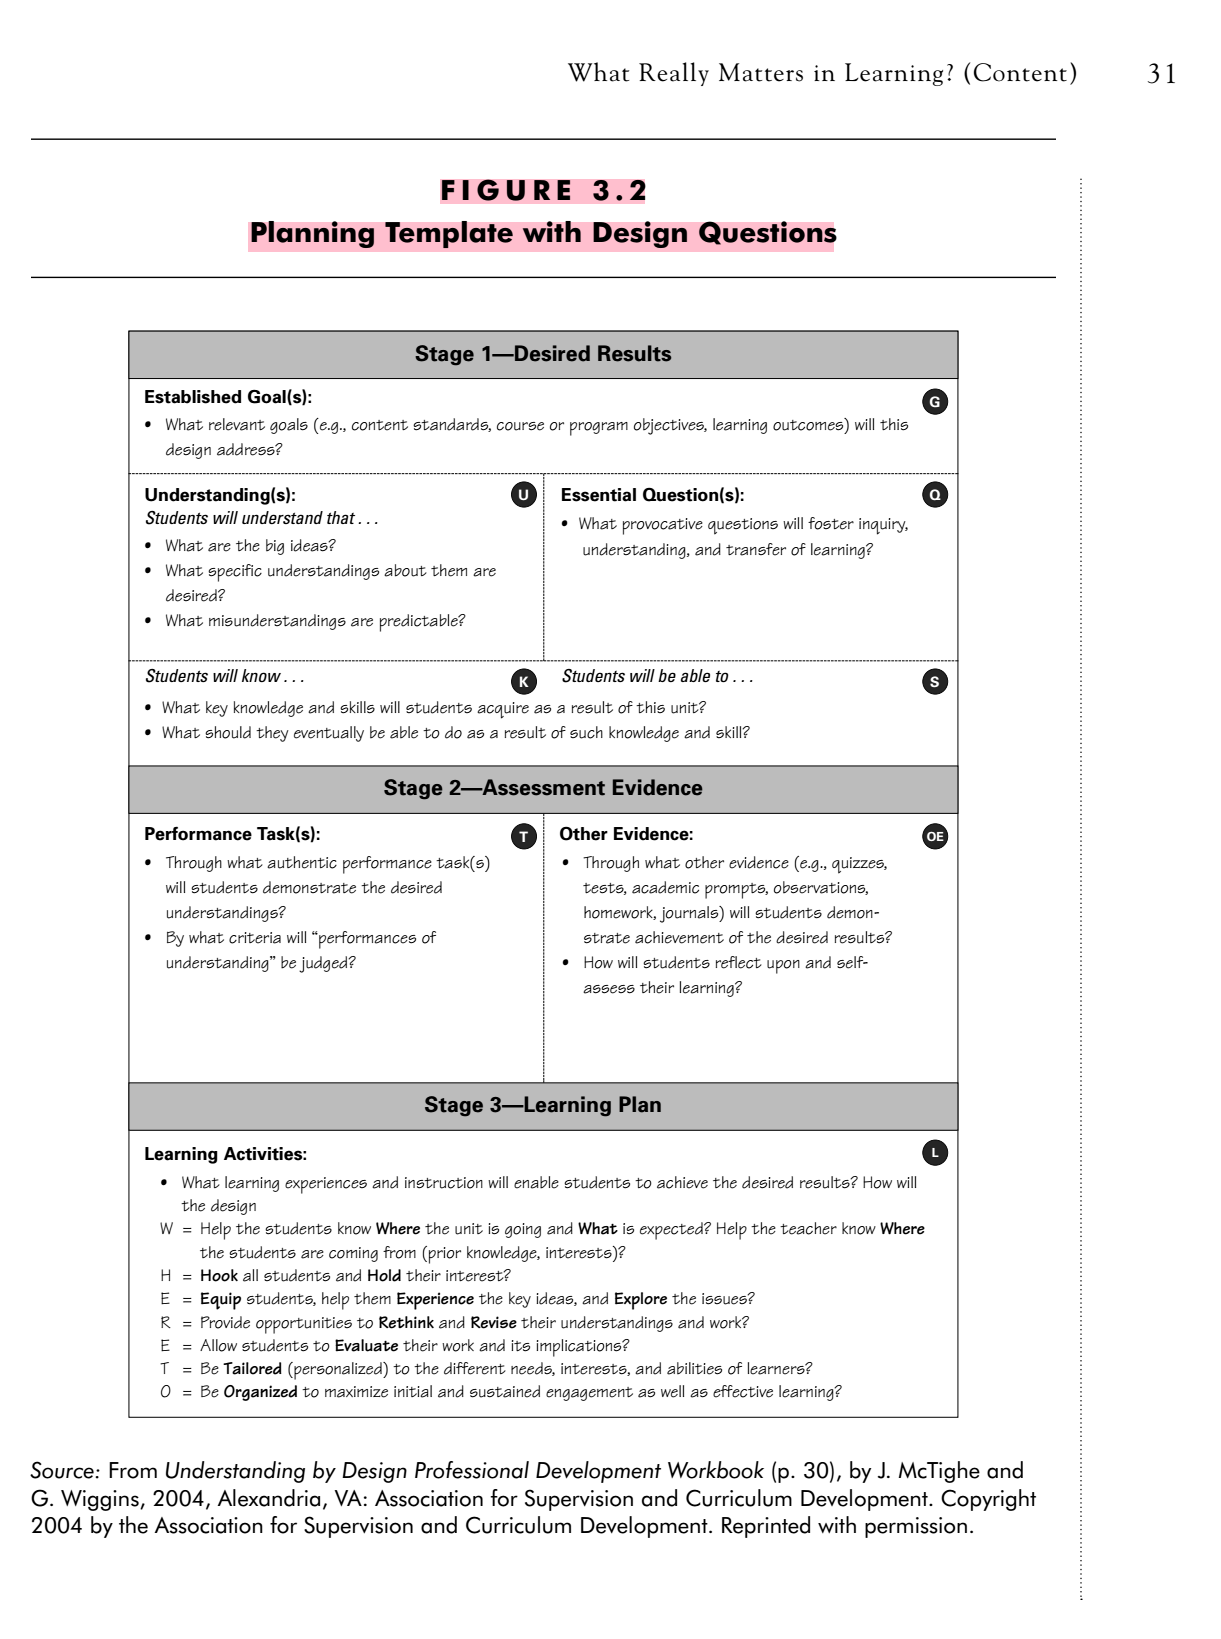 What Really Matters in Learning? (Content) 31
FIGURE 3.2
Planning Template with Design Questions
Stage 1—Desired Results
Established Goal(s):
G
• What relevant goals (e.g., content standards, course or program objectives, learning outcomes) will this
design address?
Understanding(s):
U
Students will understand that . . .
• What are the big ideas?
• What specific understandings about them are
desired?
• What misunderstandings are predictable?
Essential Question(s):
Q
• What provocative questions will foster inquiry,
understanding, and transfer of learning?
Students will know . . .
K
Students will be able to . . .
S
• What key knowledge and skills will students acquire as a result of this unit?
• What should they eventually be able to do as a result of such knowledge and skill?
Stage 2—Assessment Evidence
Performance Task(s):
T
• Through what authentic performance task(s)
will students demonstrate the desired
understandings?
• By what criteria will “performances of
understanding” be judged?
Other Evidence:
OE
• Through what other evidence (e.g., quizzes,
tests, academic prompts, observations,
homework, journals) will students demon-
strate achievement of the desired results?
• How will students reflect upon and self-
assess their learning?
Stage 3—Learning Plan
Learning Activities:
L
• What learning experiences and instruction will enable students to achieve the desired results? How will
the design
W = Help the students know Where the unit is going and What is expected? Help the teacher know Where
the students are coming from (prior knowledge, interests)?
H = Hook all students and Hold their interest?
E = Equip students, help them Experience the key ideas, and Explore the issues?
R = Provide opportunities to Rethink and Revise their understandings and work?
E = Allow students to Evaluate their work and its implications?
T = Be Tailored (personalized) to the different needs, interests, and abilities of learners?
O = Be Organized to maximize initial and sustained engagement as well as effective learning?
Source: From Understanding by Design Professional Development Workbook (p. 30), by J. McTighe and
G. Wiggins, 2004, Alexandria, VA: Association for Supervision and Curriculum Development. Copyright
2004 by the Association for Supervision and Curriculum Development. Reprinted with permission.